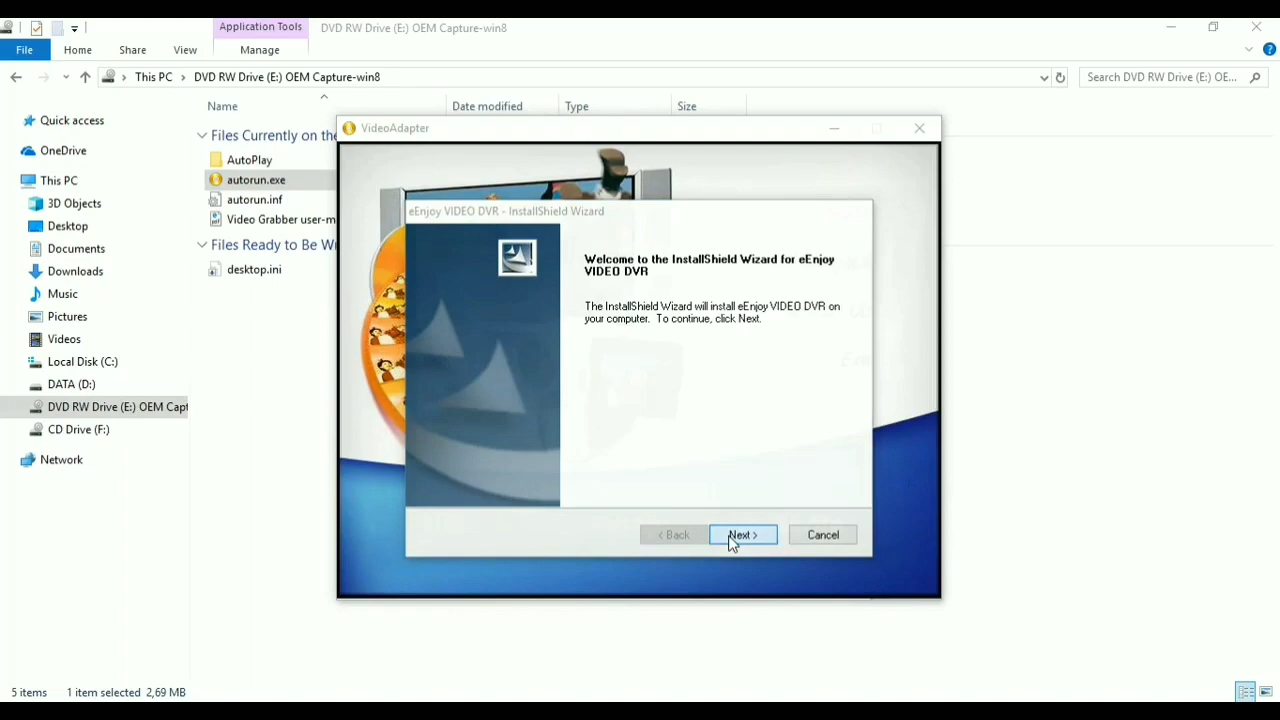 Application Tools
DVD RW Drive (E:) OEM Capture-win8
File
Home
Share
View
Manage
This PC > DVD RW Drive (E:) OEM Capture-win8
Search DVD RW Drive (E:) OE...
Name
Date modified
Type
Size
Quick access
OneDrive
This PC
3D Objects
Desktop
Documents
Downloads
Music
Pictures
Videos
Local Disk (C:)
DATA (D:)
DVD RW Drive (E:) OEM Capt
CD Drive (F:)
Network
Files Currently on the
AutoPlay
autorun.exe
autorun.inf
Video Grabber user-m
Files Ready to Be Wr
desktop.ini
VideoAdapter
eEnjoy VIDEO DVR - InstallShield Wizard
Welcome to the InstallShield Wizard for eEnjoy
VIDEO DVR
The InstallShield Wizard will install eEnjoy VIDEO DVR on
your computer. To continue, click Next.
< Back
Next >
Cancel
5 items
1 item selected 2,69 MB